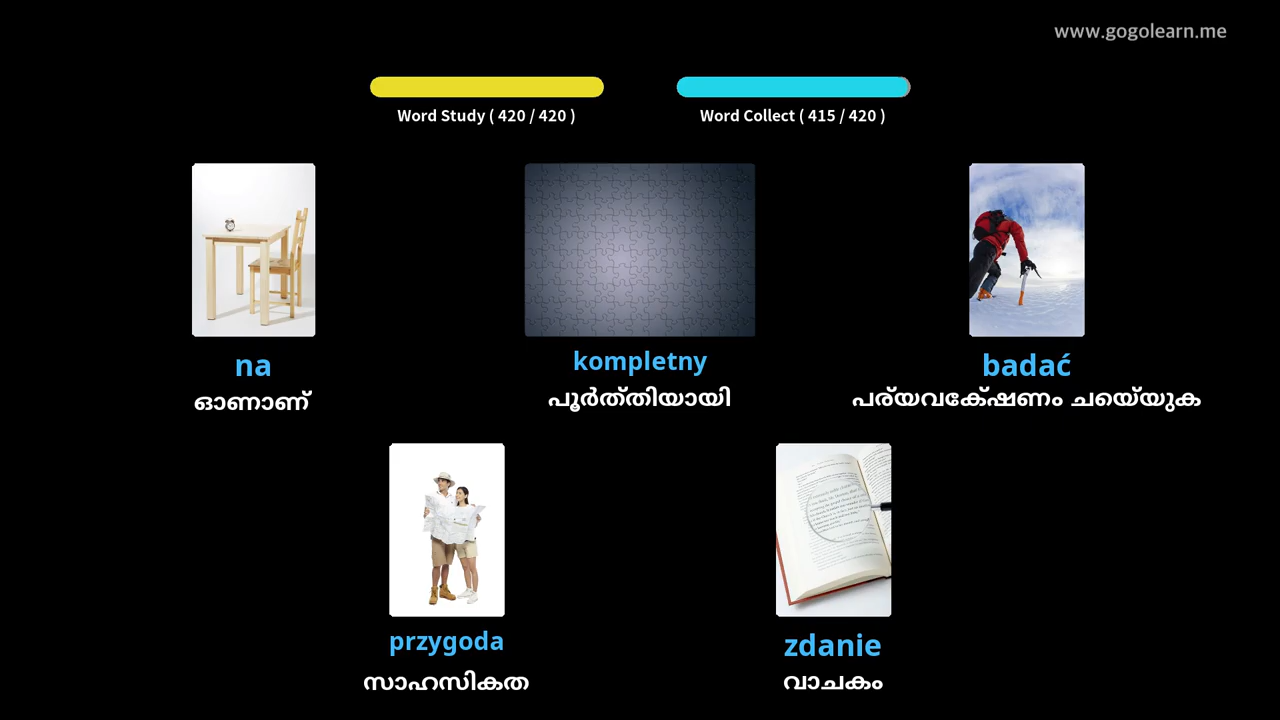 www.gogolearn.me
Word Study ( 420 / 420 )
Word Collect ( 415 / 420 )
na
ഓണാണ്
kompletny
പൂർത്തിയായി
badać
പര്യവേക്ഷണം ചെയ്യുക
przygoda
സാഹസികത
zdanie
വാചകം